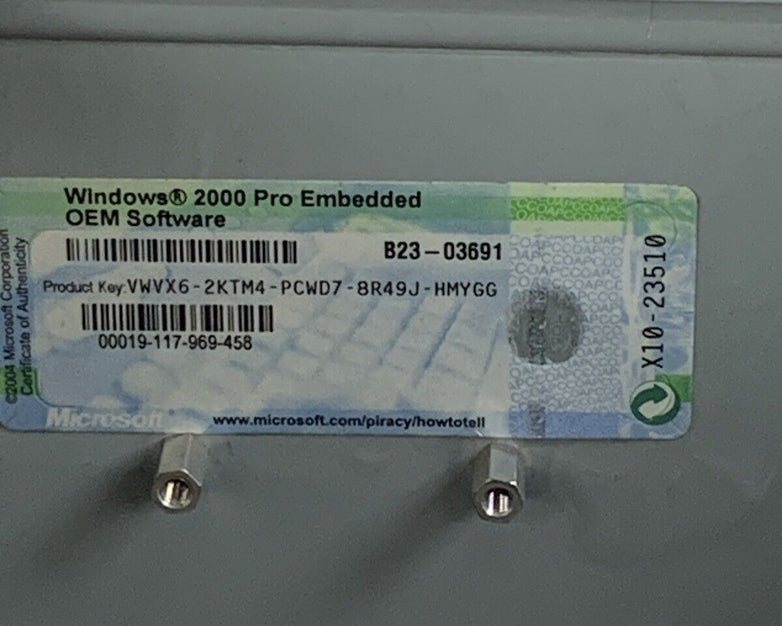 Windows® 2000 Pro Embedded
OEM Software
B23-03691
Product Key:VWVX6-2KTM4-PCWD7-8R49J-HMYGG
00019-117-969-458
Microsoft
www.microsoft.com/piracy/howtotell
©2004 Microsoft Corporation
Certificate of Authenticity
X10-23510